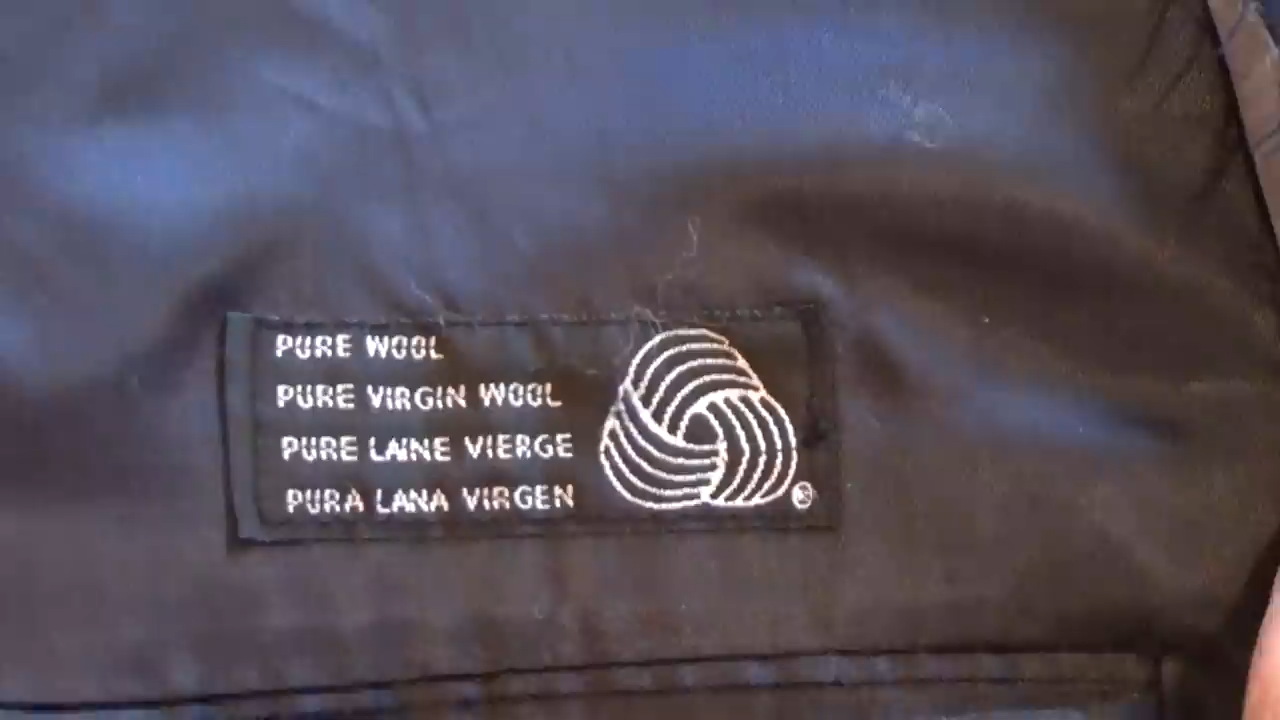 PURE WOOL
PURE VIRGIN WOOL
PURE LAINE VIERGE
PURA LANA VIRGEN
®